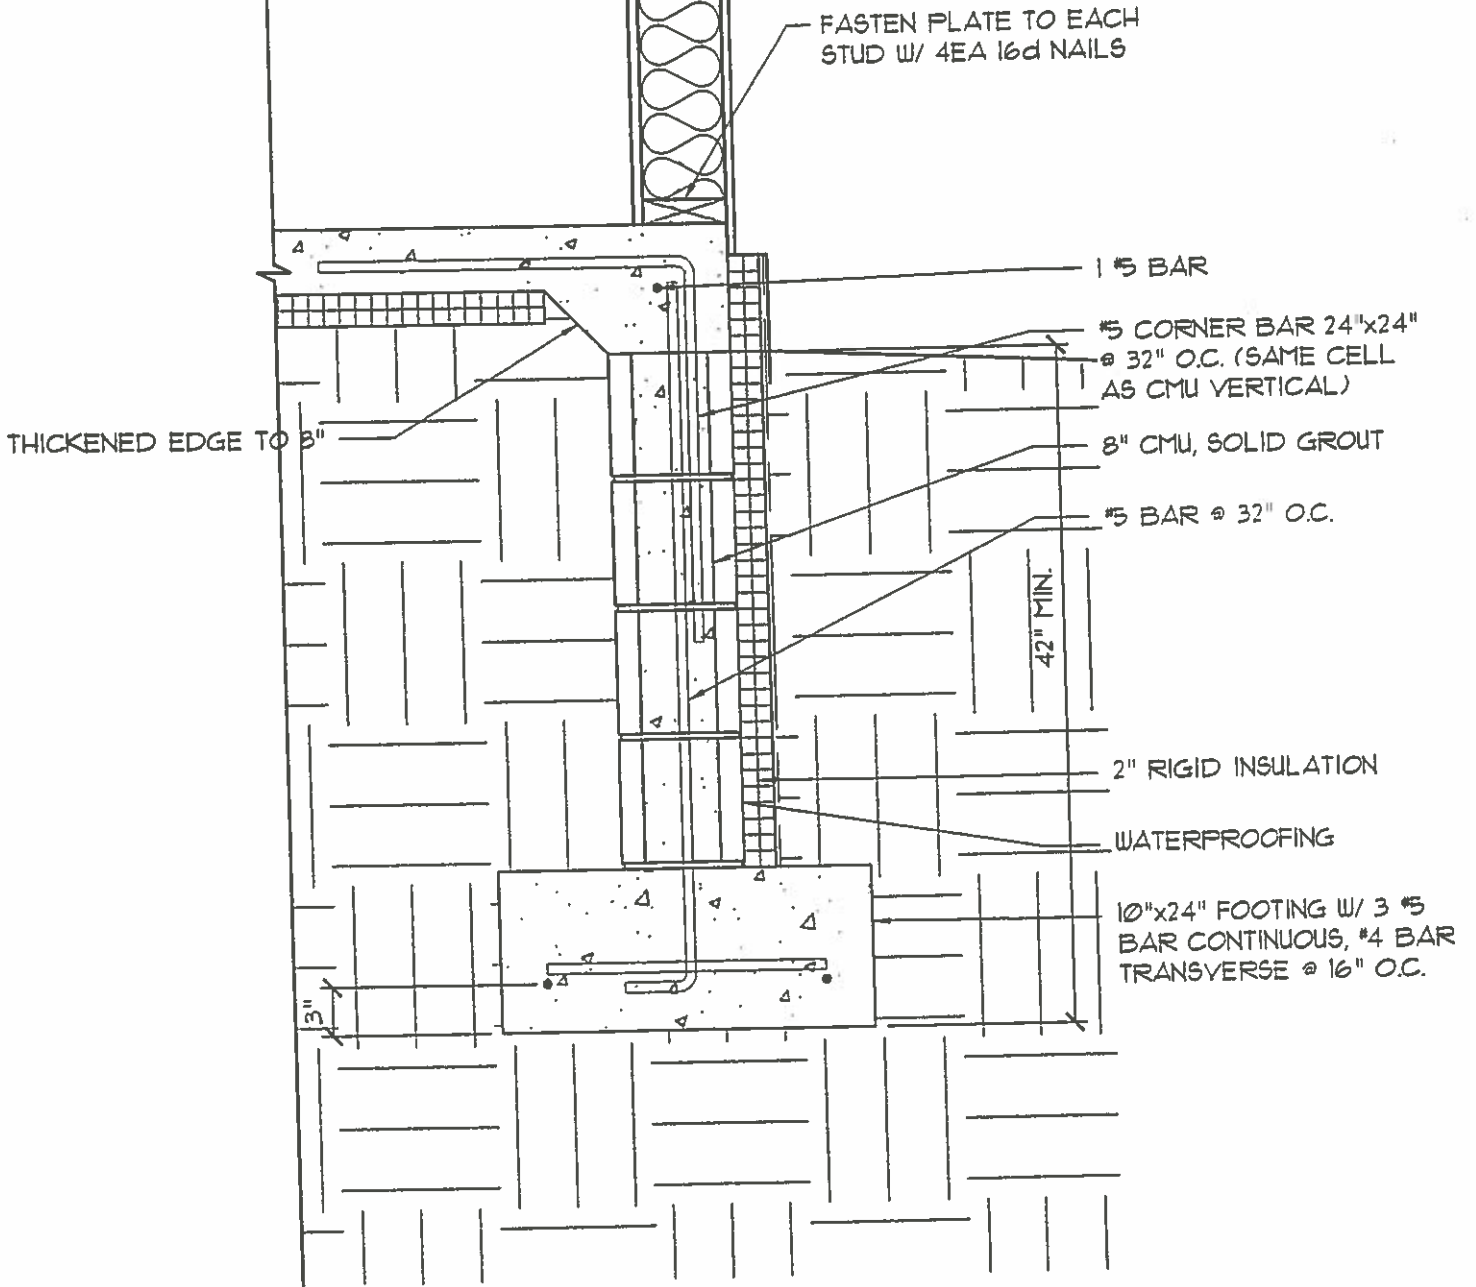 FASTEN PLATE TO EACH
STUD W/ 4EA 16d NAILS
1 #5 BAR
#5 CORNER BAR 24"x24"
@ 32" O.C. (SAME CELL
AS CMU VERTICAL)
THICKENED EDGE TO 8"
8" CMU, SOLID GROUT
#5 BAR @ 32" O.C.
42" MIN.
2" RIGID INSULATION
WATERPROOFING
10"x24" FOOTING W/ 3 #5
BAR CONTINUOUS, #4 BAR
TRANSVERSE @ 16" O.C.
3"